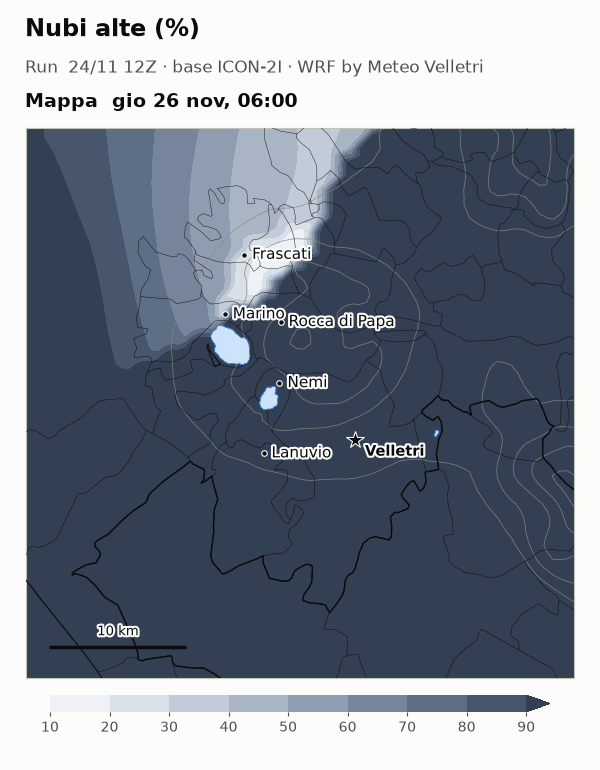 Nubi alte (%)
Run  24/11 12Z · base ICON-2I · WRF by Meteo Velletri
Mappa  gio 26 nov, 06:00
Frascati
Marino
Rocca di Papa
Nemi
Velletri
Lanuvio
10 km
10 20 30 40 50 60 70 80 90